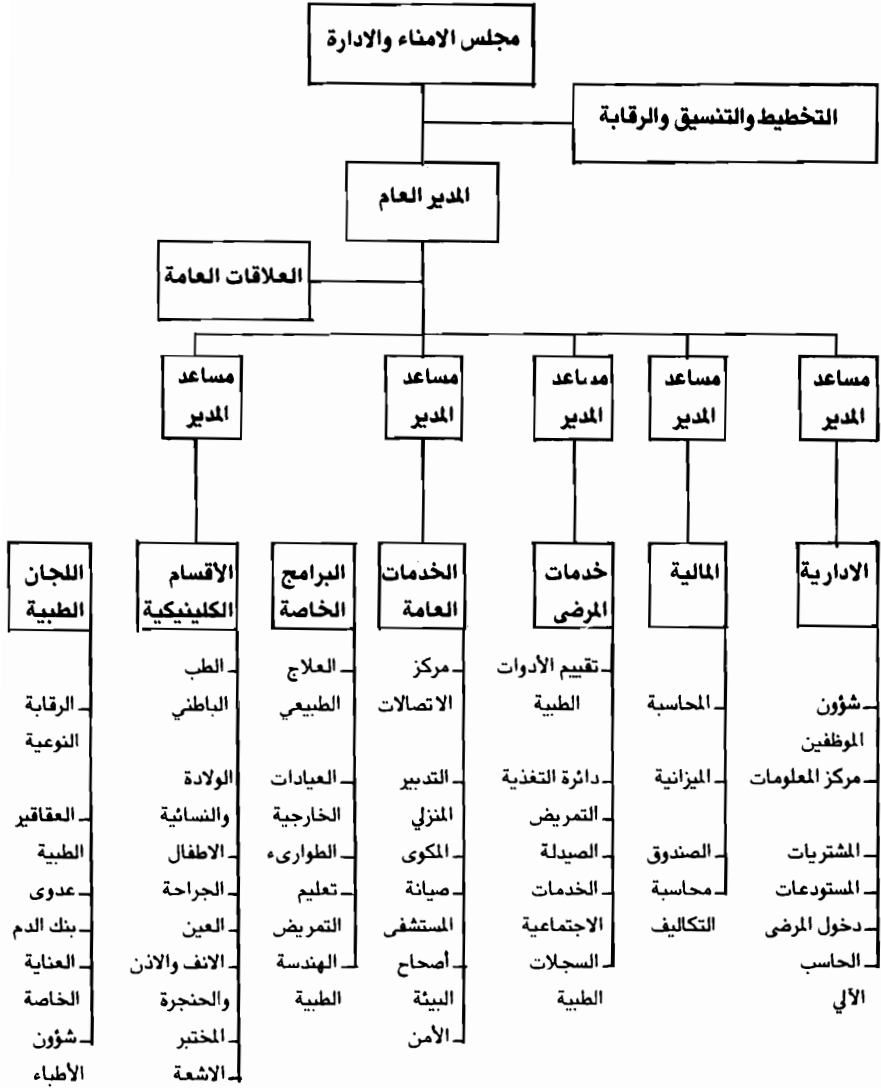 مجلس الامناء والادارة
التخطيط والتنسيق والرقابة
المدير العام
العلاقات العامة
مساعد
المدير
مساعد
المدير
مساعد
المدير
مساعد
المدير
مساعد
المدير
الادارية
شؤون
الموظفين
مركز المعلومات
المشتريات
المستودعات
دخول المرضى
الحاسب
الآلي
المالية
المحاسبة
الميزانية
الصندوق
محاسبة
التكاليف
خدمات
المرضى
تقييم الأدوات
الطبية
دائرة التغذية
التمريض
الصيدلة
الخدمات
الاجتماعية
السجلات
الطبية
الخدمات
العامة
مركز
الاتصالات
التدبير
المنزلي
المكوى
صيانة
المستشفى
أصحاح
البيئة
الأمن
البرامج
الخاصة
العلاج
الطبيعي
العيادات
الخارجية
الطوارىء
تعليم
التمريض
الهندسة
الطبية
الأقسام
الكلينيكية
الطب
الباطني
الولادة
والنسائية
الاطفال
الجراحة
العين
الانف والاذن
والحنجرة
المختبر
الاشعة
اللجان
الطبية
الرقابة
النوعية
العقاقير
الطبية
عدوى
بنك الدم
العناية
الخاصة
شؤون
الأطباء